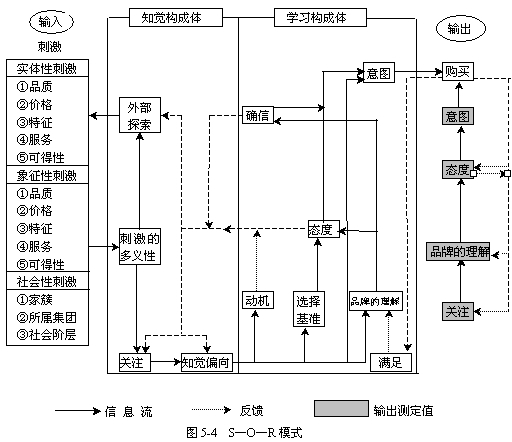 输入
知觉构成体
学习构成体
输出
刺激
实体性刺激
①品质
②价格
③特征
④服务
⑤可得性
象征性刺激
①品质
②价格
③特征
④服务
⑤可得性
社会性刺激
①家簇
②所属集团
③社会阶层
外部
探索
刺激的
多义性
关注
知觉偏向
确信
意图
态度
动机
选择
基准
品牌的理解
满足
购买
意图
态度
品牌的理解
关注
信 息 流
反馈
输出测定值
图 5-4 S—O—R 模式